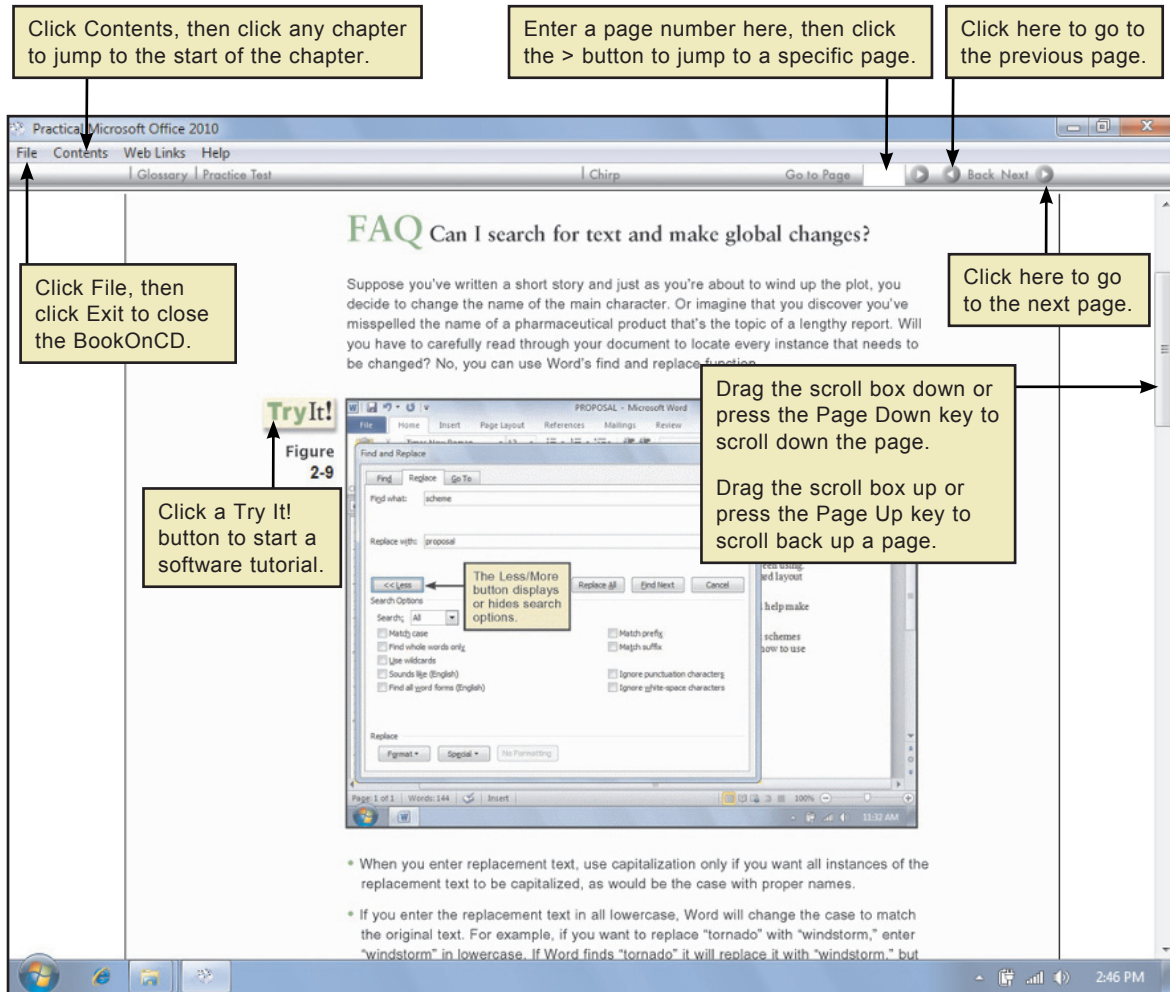 Click Contents, then click any chapter
to jump to the start of the chapter.
Enter a page number here, then click
the > button to jump to a specific page.
Click here to go to
the previous page.
Practical Microsoft Office 2010
File Contents Web Links Help
Glossary Practice Test Chirp Go to Page Back Next
FAQ Can I search for text and make global changes?
Click File, then
click Exit to close
the BookOnCD.
Click here to go
to the next page.
Suppose you've written a short story and just as you're about to wind up the plot, you
decide to change the name of the main character. Or imagine that you discover you've
misspelled the name of a pharmaceutical product that's the topic of a lengthy report. Will
you have to carefully read through your document to locate every instance that needs to
be changed? No, you can use Word's find and replace function.
Drag the scroll box down or
press the Page Down key to
scroll down the page.
Drag the scroll box up or
press the Page Up key to
scroll back up a page.
Try It!
Figure
2-9
Click a Try It!
button to start a
software tutorial.
PROPOSAL - Microsoft Word
File Home Insert Page Layout References Mailings Review
Find and Replace
Find Replace Go To
Find what: scheme
Replace with: proposal
<< Less Replace All Find Next Cancel
The Less/More
button displays
or hides search
options.
Search Options
Search: All
Match case
Find whole words only
Use wildcards
Sounds like (English)
Find all word forms (English)
Match prefix
Match suffix
Ignore punctuation characters
Ignore white-space characters
Replace
Format Special No Formatting
using.
layout
help make
schemes
how to use
Page: 1 of 1 Words: 144 Insert 100%
11:32 AM
• When you enter replacement text, use capitalization only if you want all instances of the
replacement text to be capitalized, as would be the case with proper names.
• If you enter the replacement text in all lowercase, Word will change the case to match
the original text. For example, if you want to replace “tornado” with “windstorm,” enter
“windstorm” in lowercase. If Word finds “tornado” it will replace it with “windstorm,” but
2:46 PM